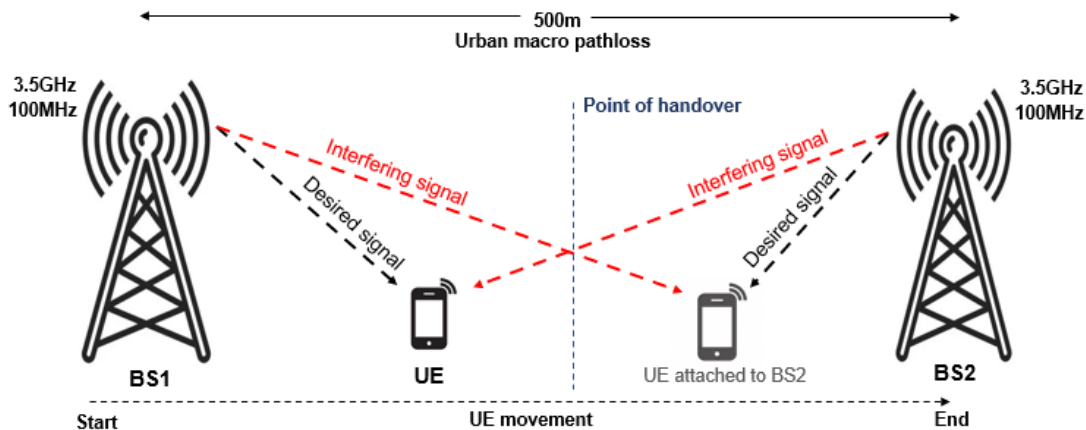 500m
Urban macro pathloss
3.5GHz
100MHz
3.5GHz
100MHz
Point of handover
Interfering signal
Interfering signal
Desired signal
Desired signal
BS1
UE
UE attached to BS2
BS2
Start
UE movement
End